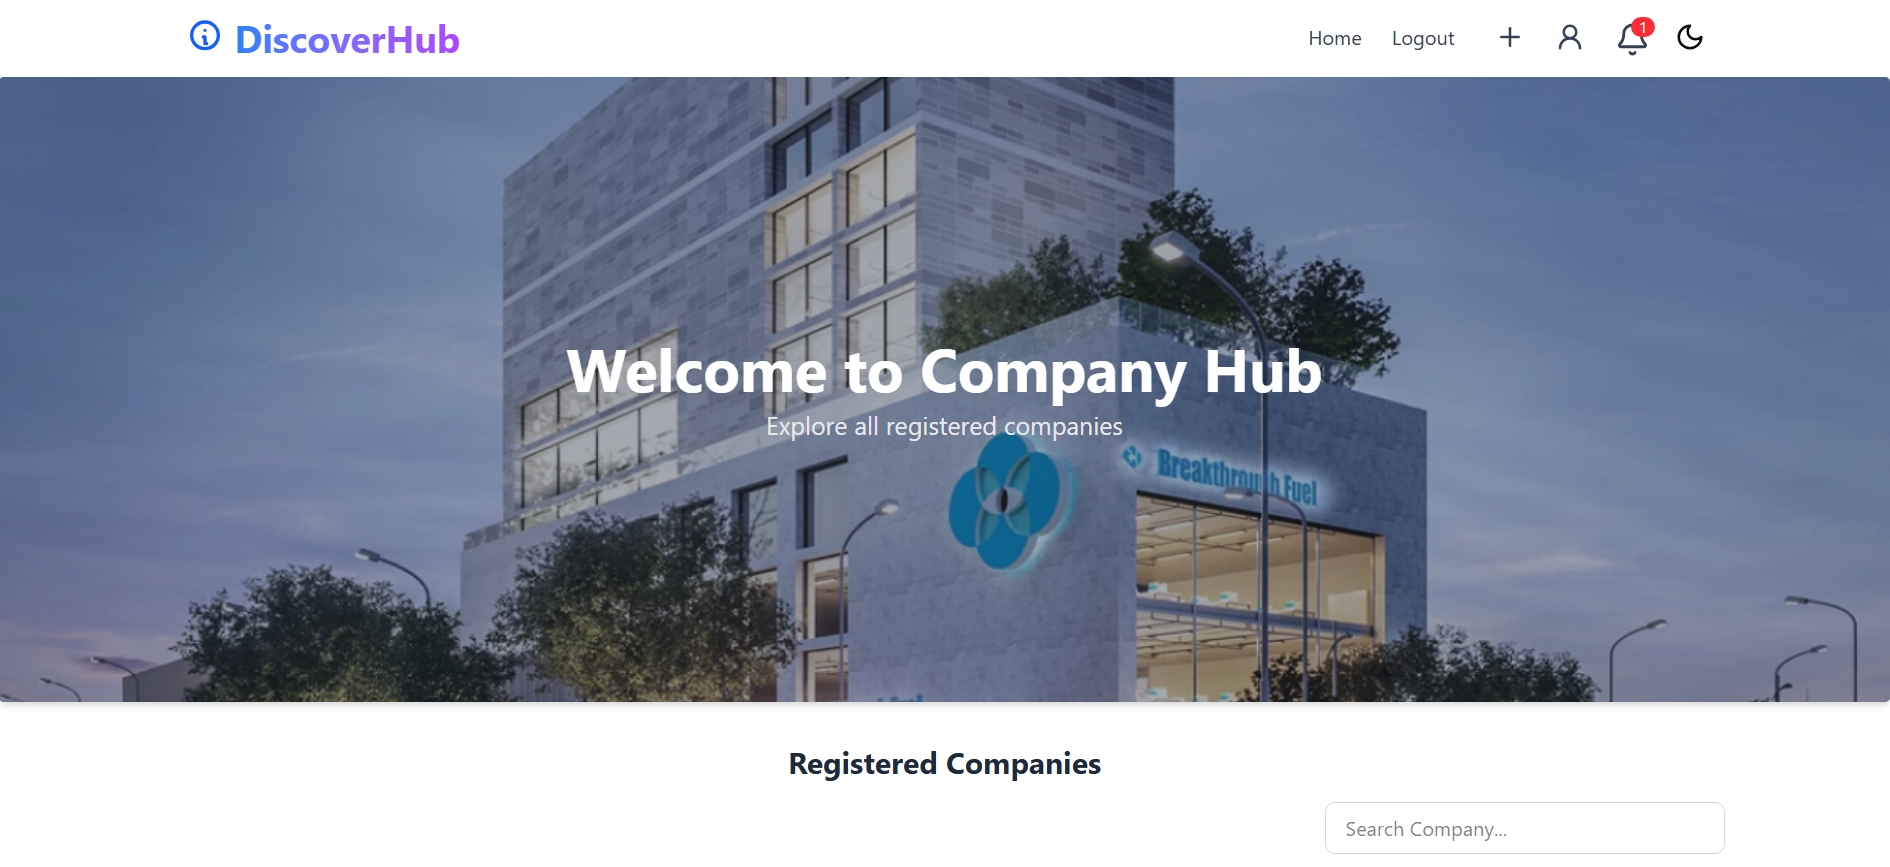 DiscoverHub
Home
Logout
1
Welcome to Company Hub
Explore all registered companies
Breakthrough Fuel
Registered Companies
Search Company...